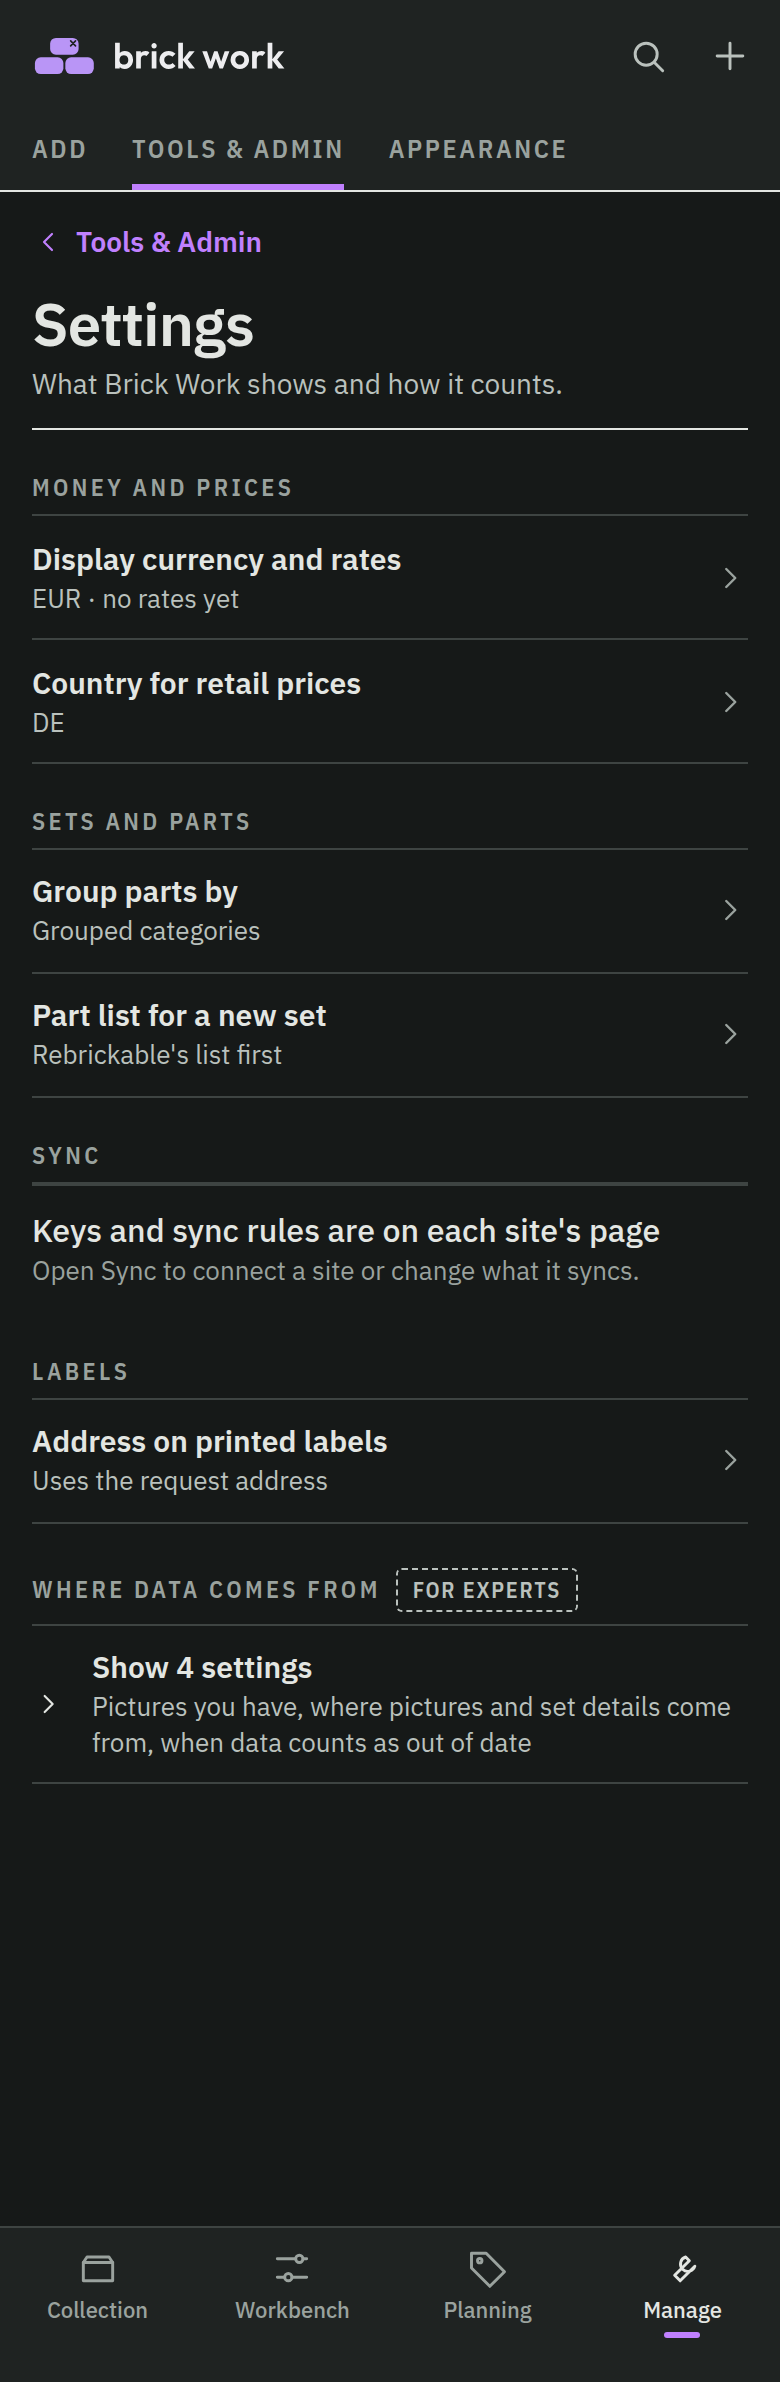 brick work
ADD TOOLS & ADMIN APPEARANCE
Tools & Admin
Settings
What Brick Work shows and how it counts.
MONEY AND PRICES
Display currency and rates
EUR · no rates yet
Country for retail prices
DE
SETS AND PARTS
Group parts by
Grouped categories
Part list for a new set
Rebrickable's list first
SYNC
Keys and sync rules are on each site's page
Open Sync to connect a site or change what it syncs.
LABELS
Address on printed labels
Uses the request address
WHERE DATA COMES FROM FOR EXPERTS
Show 4 settings
Pictures you have, where pictures and set details come
from, when data counts as out of date
Collection Workbench Planning Manage